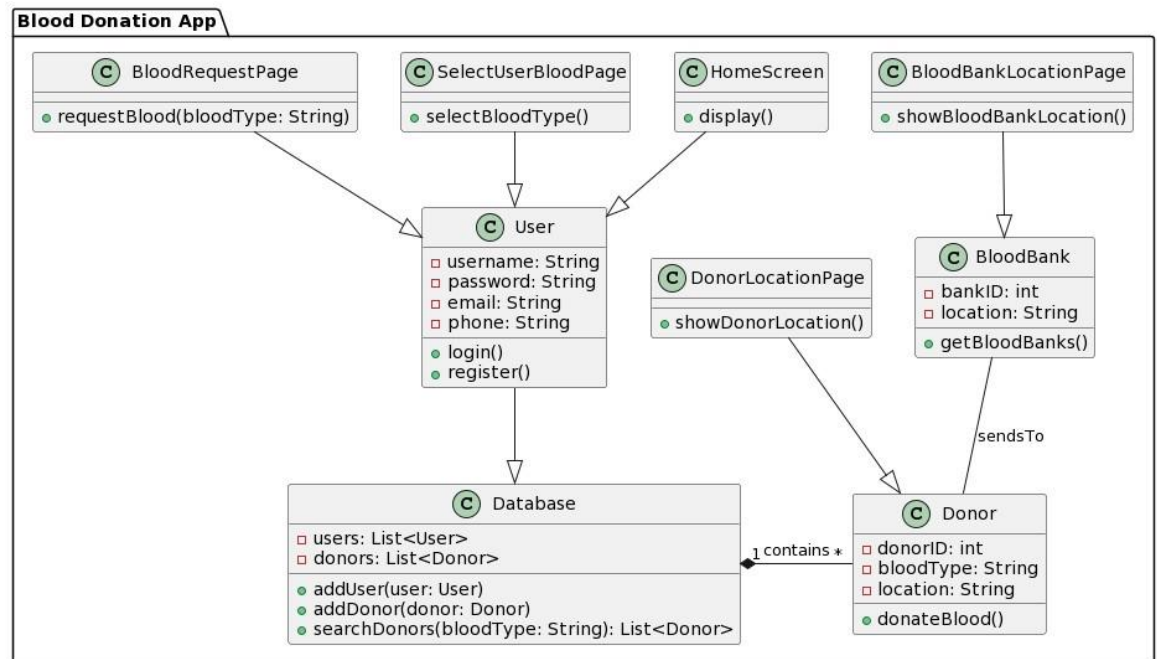 Blood Donation App
C BloodRequestPage
requestBlood(bloodType: String)
C SelectUserBloodPage
selectBloodType()
C HomeScreen
display()
C BloodBankLocationPage
showBloodBankLocation()
C User
username: String
password: String
email: String
phone: String
login()
register()
C DonorLocationPage
showDonorLocation()
C BloodBank
bankID: int
location: String
getBloodBanks()
sendsTo
C Database
users: List<User>
donors: List<Donor>
addUser(user: User)
addDonor(donor: Donor)
searchDonors(bloodType: String): List<Donor>
1 contains *
C Donor
donorID: int
bloodType: String
location: String
donateBlood()